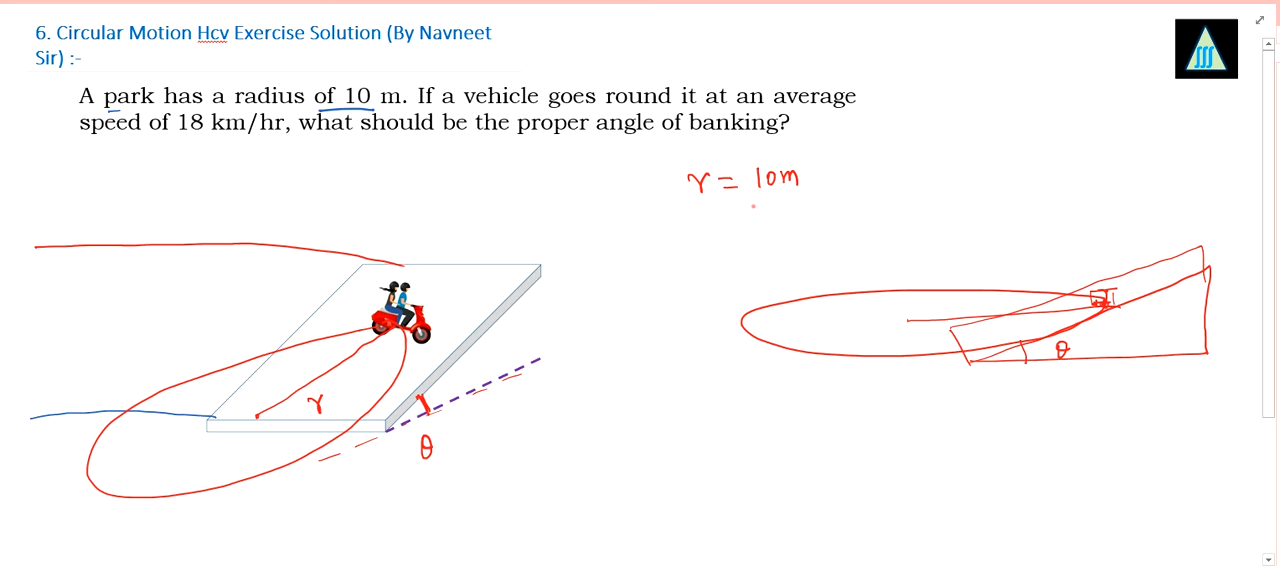 6. Circular Motion Hcv Exercise Solution (By Navneet
Sir) :-
A park has a radius of 10 m. If a vehicle goes round it at an average
speed of 18 km/hr, what should be the proper angle of banking?
r = 10m
r
θ
θ